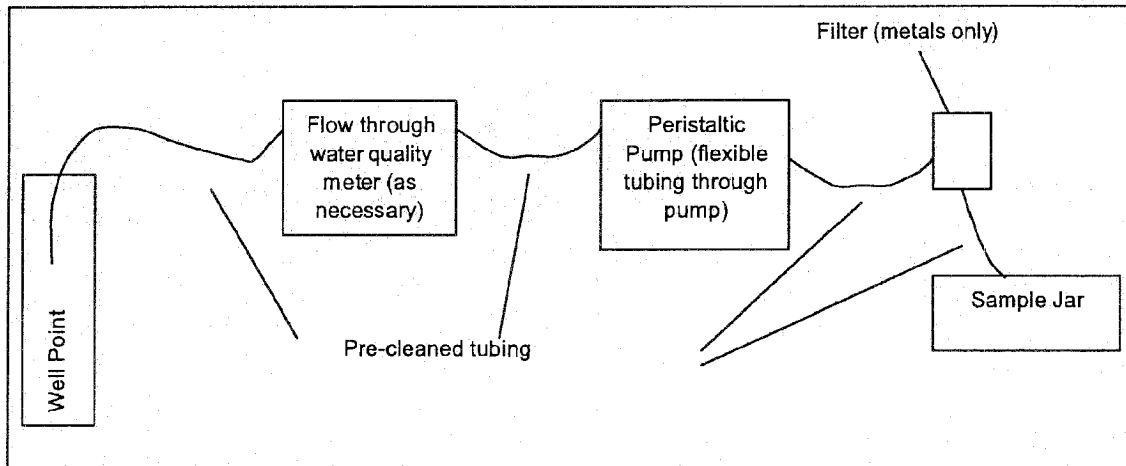 Filter (metals only)
Flow through
water quality
meter (as
necessary)
Peristaltic
Pump (flexible
tubing through
pump)
Sample Jar
Pre-cleaned tubing
Well Point